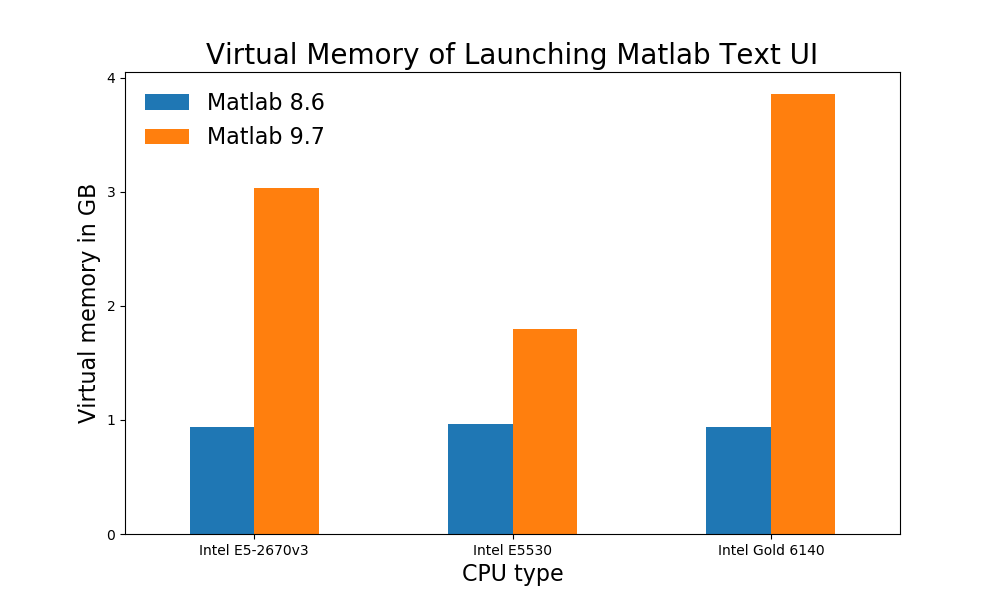 Virtual Memory of Launching Matlab Text UI
Matlab 8.6
Matlab 9.7
Virtual memory in GB
4
3
2
1
0
Intel E5-2670v3
Intel E5530
Intel Gold 6140
CPU type